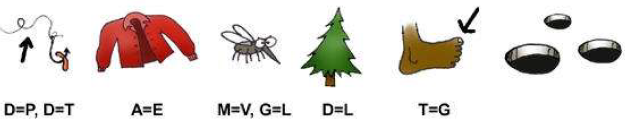 D=P, D=T A=E M=V, G=L D=L T=G